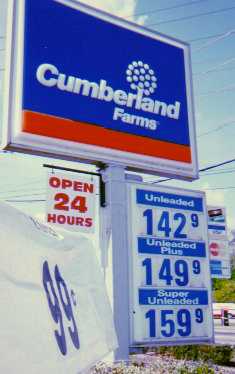 Cumberland
Farms
OPEN
24
HOURS
Unleaded
142 9
Unleaded
Plus
149 9
Super
Unleaded
159 9
99¢